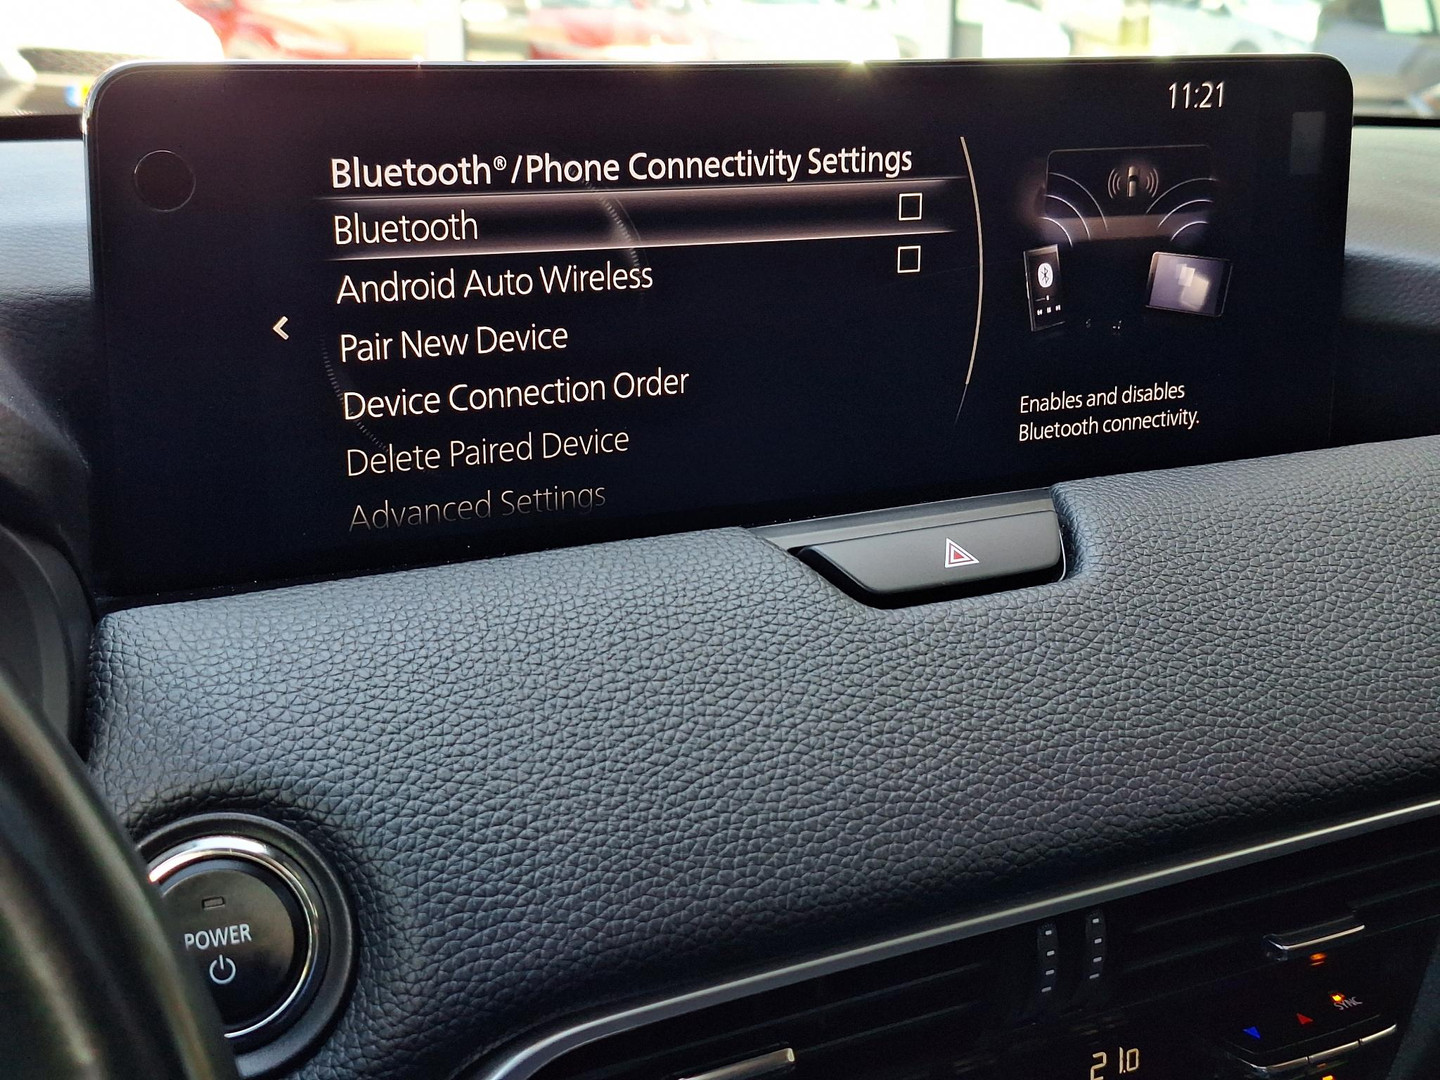 11:21
Bluetooth®/Phone Connectivity Settings
Bluetooth
Android Auto Wireless
Pair New Device
Device Connection Order
Delete Paired Device
Advanced Settings
Enables and disables
Bluetooth connectivity.
POWER
SYNC
21.0